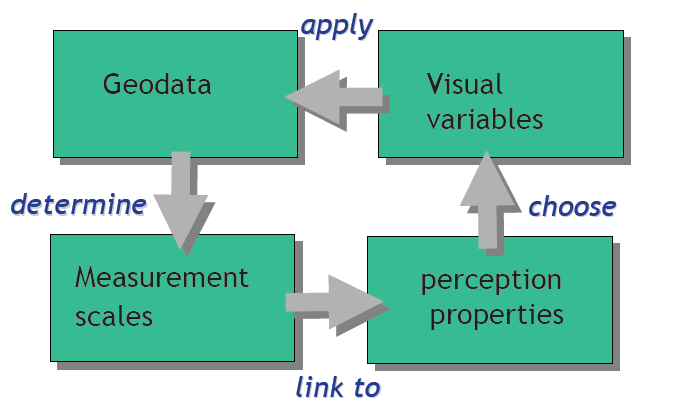 apply
Geodata
Visual
variables
determine
choose
Measurement
scales
perception
properties
link to